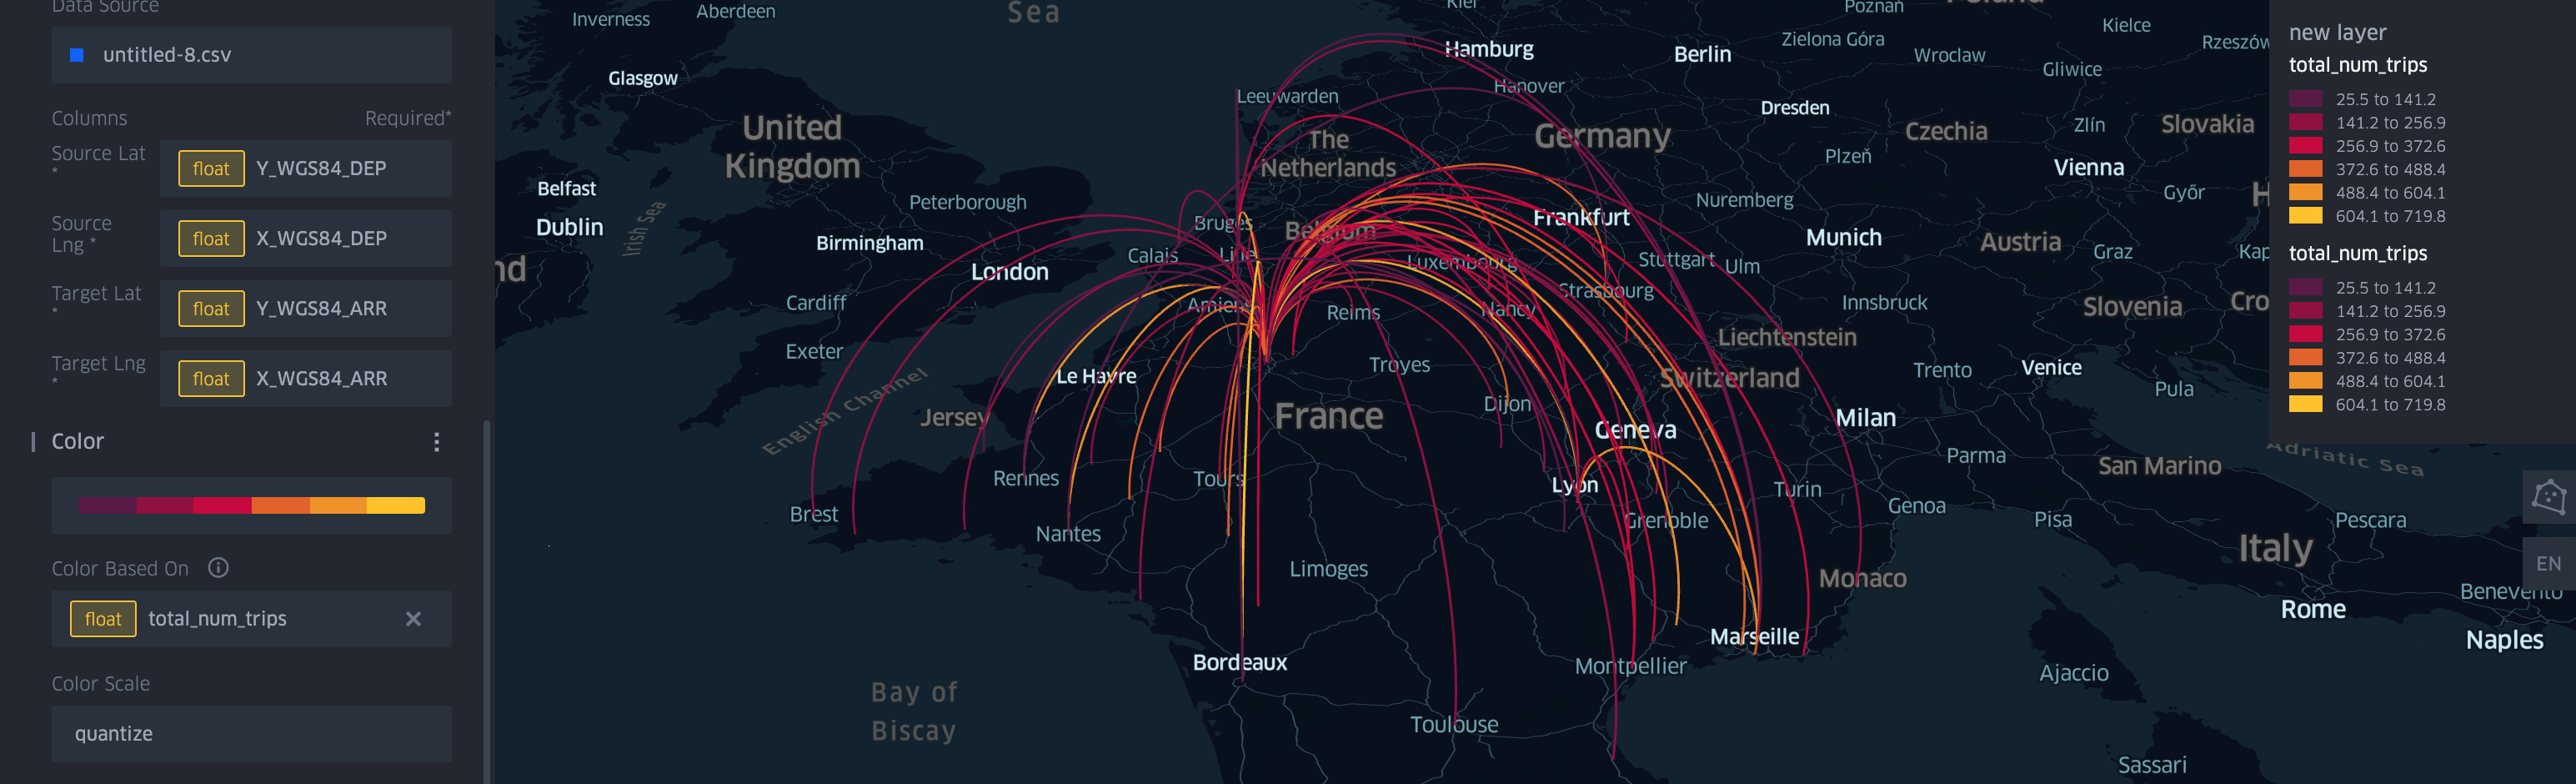 Data Source
untitled-8.csv
Columns
Required*
Source Lat
*
float
Y_WGS84_DEP
Source
Lng *
float
X_WGS84_DEP
Target Lat
*
float
Y_WGS84_ARR
Target Lng
*
float
X_WGS84_ARR
Color
Color Based On
float
total_num_trips
Color Scale
quantize
Inverness
Aberdeen
Sea
Glasgow
United
Kingdom
Belfast
Dublin
nd
Irish Sea
Peterborough
Birmingham
London
Cardiff
Exeter
English Channel
Jersey
Brest
Rennes
Nantes
Le Havre
Calais
Bruges
Leeuwarden
The
Netherlands
Belgium
Amiens
Reims
Troyes
France
Tours
Limoges
Bordeaux
Bay of
Biscay
Toulouse
Montpellier
Marseille
Monaco
Grenoble
Lyon
Geneva
Dijon
Nancy
Luxembourg
Strasbourg
Stuttgart
Ulm
Frankfurt
Germany
Hanover
Hamburg
Kiel
Berlin
Dresden
Nuremberg
Munich
Innsbruck
Liechtenstein
Switzerland
Milan
Turin
Genoa
Parma
Trento
Venice
Pisa
San Marino
Italy
Rome
Naples
Benevento
Pescara
Adriatic Sea
Ajaccio
Sassari
Pula
Slovenia
Cro
Graz
Austria
Vienna
Győr
Kap
H
Plzeň
Czechia
Zlín
Slovakia
Poznań
Poland
Zielona Góra
Wroclaw
Gliwice
Kielce
Rzeszów
new layer
total_num_trips
25.5 to 141.2
141.2 to 256.9
256.9 to 372.6
372.6 to 488.4
488.4 to 604.1
604.1 to 719.8
total_num_trips
25.5 to 141.2
141.2 to 256.9
256.9 to 372.6
372.6 to 488.4
488.4 to 604.1
604.1 to 719.8
EN